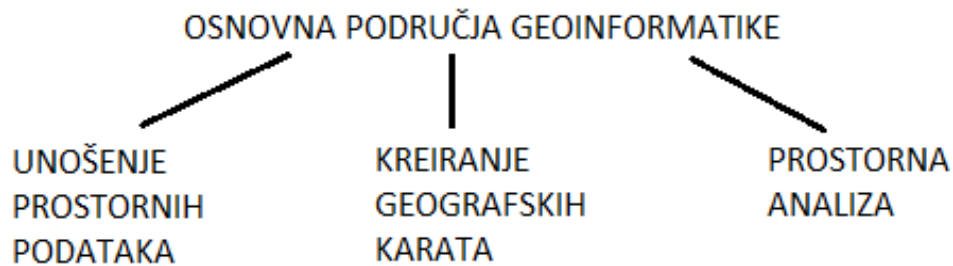 OSNOVNA PODRUČJA GEOINFORMATIKE
UNOŠENJE
PROSTORNIH
PODATAKA
KREIRANJE
GEOGRAFSKIH
KARATA
PROSTORNA
ANALIZA